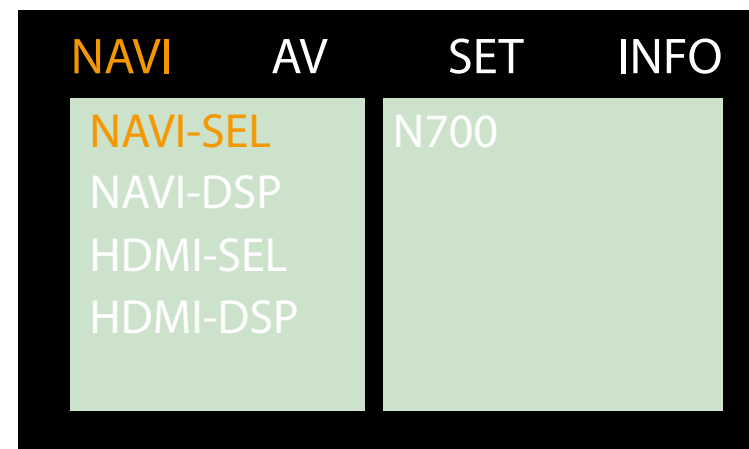 NAVI AV SET INFO
NAVI-SEL N700
NAVI-DSP
HDMI-SEL
HDMI-DSP